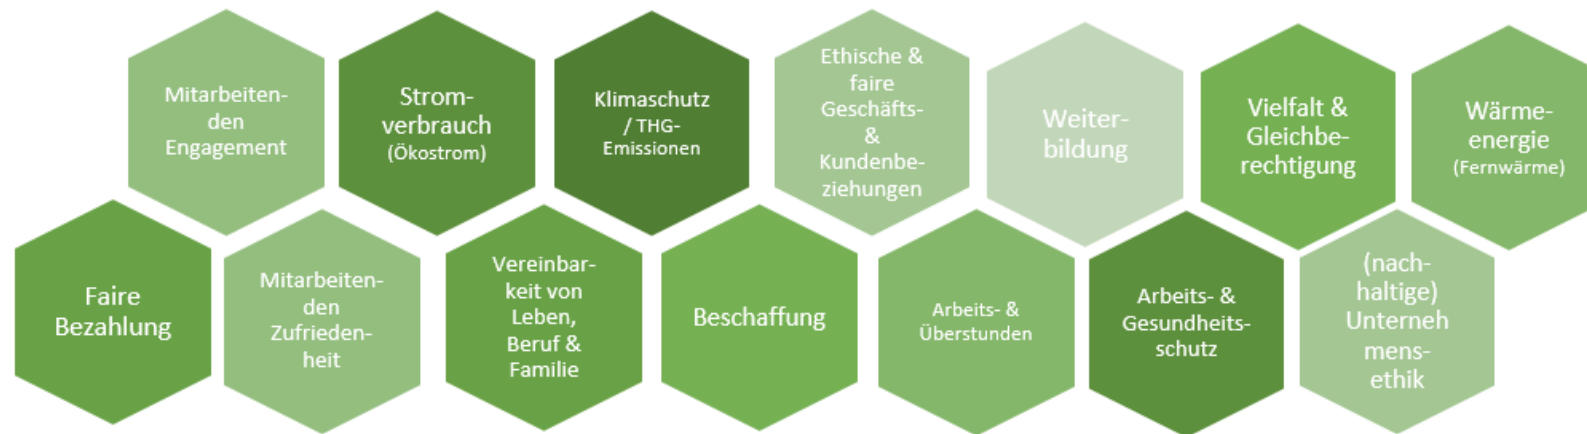 Mitarbeiten-
den
Engagement
Strom-
verbrauch
(Ökostrom)
Klimaschutz
/ THG-
Emissionen
Ethische &
faire
Geschäfts-
&
Kundenbe-
ziehungen
Weiter-
bildung
Vielfalt &
Gleichbe-
rechtigung
Wärme-
energie
(Fernwärme)
Faire
Bezahlung
Mitarbeiten-
den
Zufrieden-
heit
Vereinbar-
keit von
Leben,
Beruf &
Familie
Beschaffung
Arbeits- &
Überstunden
Arbeits- &
Gesundheits-
schutz
(nach-
haltige)
Unterneh
mens-
ethik